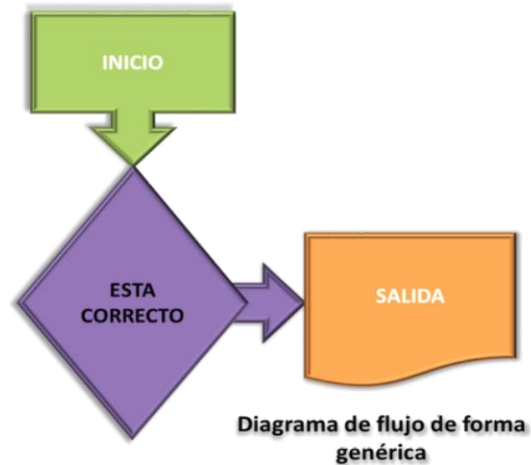 INICIO
ESTA
CORRECTO
SALIDA
Diagrama de flujo de forma
genérica